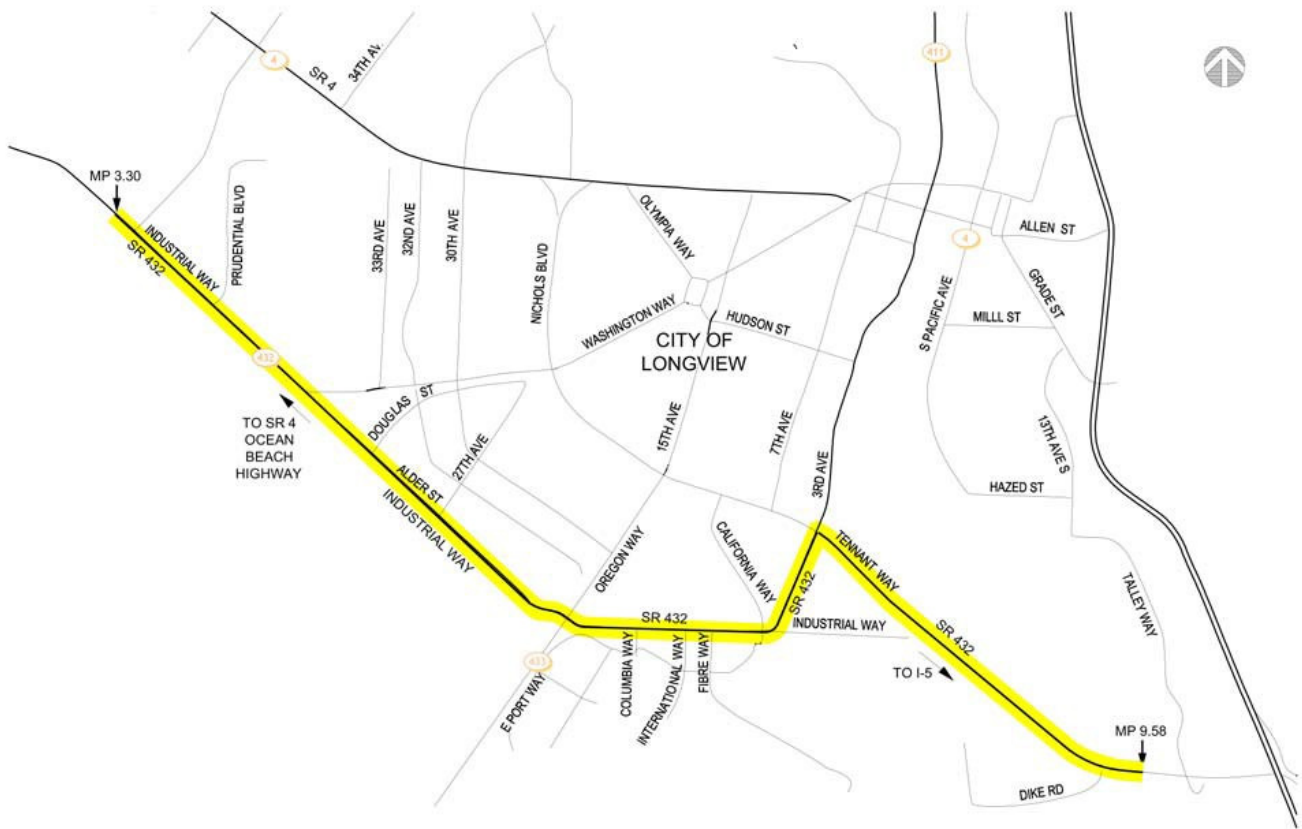 411
4
SR 4
34TH AV.
MP 3.30
INDUSTRIAL WAY
SR 432
PRUDENTIAL BLVD
33RD AVE
32ND AVE
30TH AVE
NICHOLS BLVD
OLYMPIA WAY
WASHINGTON WAY
HUDSON ST
CITY OF
LONGVIEW
ALLEN ST
4
GRADE ST
S PACIFIC AVE
MILLL ST
432
TO SR 4
OCEAN
BEACH
HIGHWAY
DOUGLAS ST
27TH AVE
15TH AVE
7TH AVE
3RD AVE
13TH AVE S
HAZED ST
ALDER ST
INDUSTRIAL WAY
OREGON WAY
CALIFORNIA WAY
TENNANT WAY
TALLEY WAY
SR 432
SR 432
INDUSTRIAL WAY
SR 432
COLUMBIA WAY
INTERNATIONAL WAY
FIBRE WAY
433
E PORT WAY
TO I-5
MP 9.58
DIKE RD